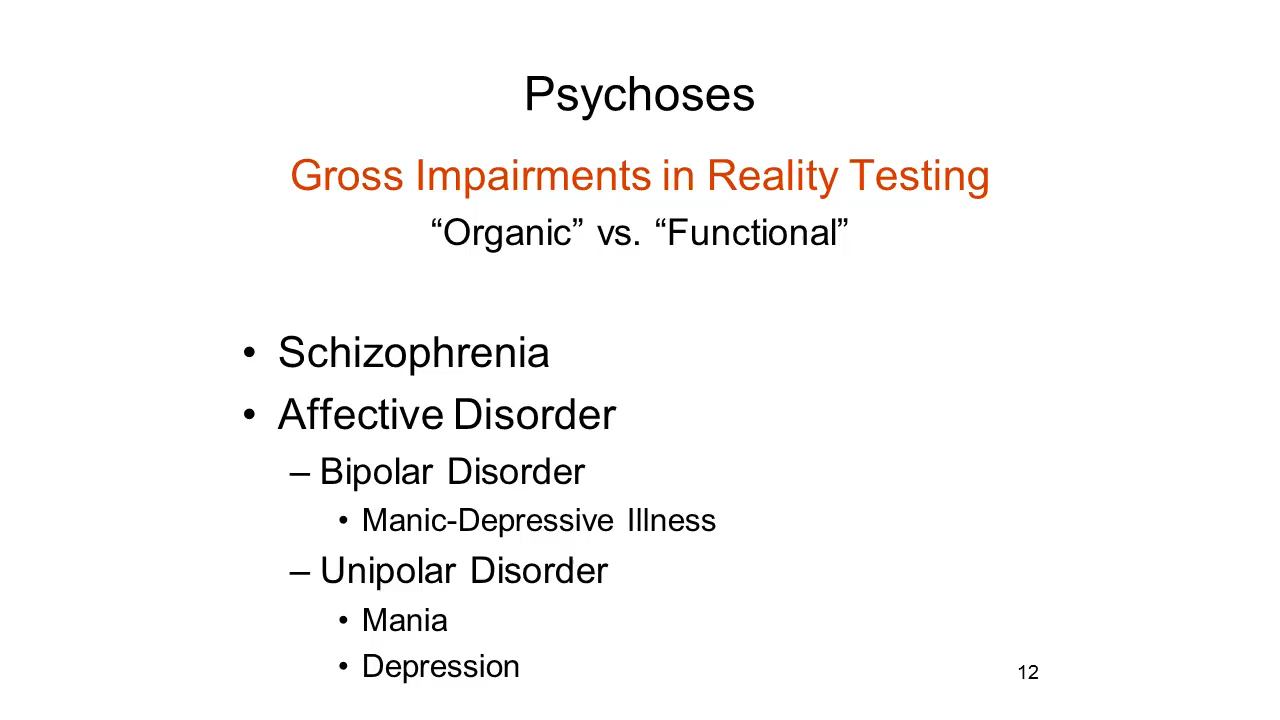 Psychoses
Gross Impairments in Reality Testing
“Organic” vs. “Functional”
• Schizophrenia
• Affective Disorder
– Bipolar Disorder
• Manic-Depressive Illness
– Unipolar Disorder
• Mania
• Depression
12